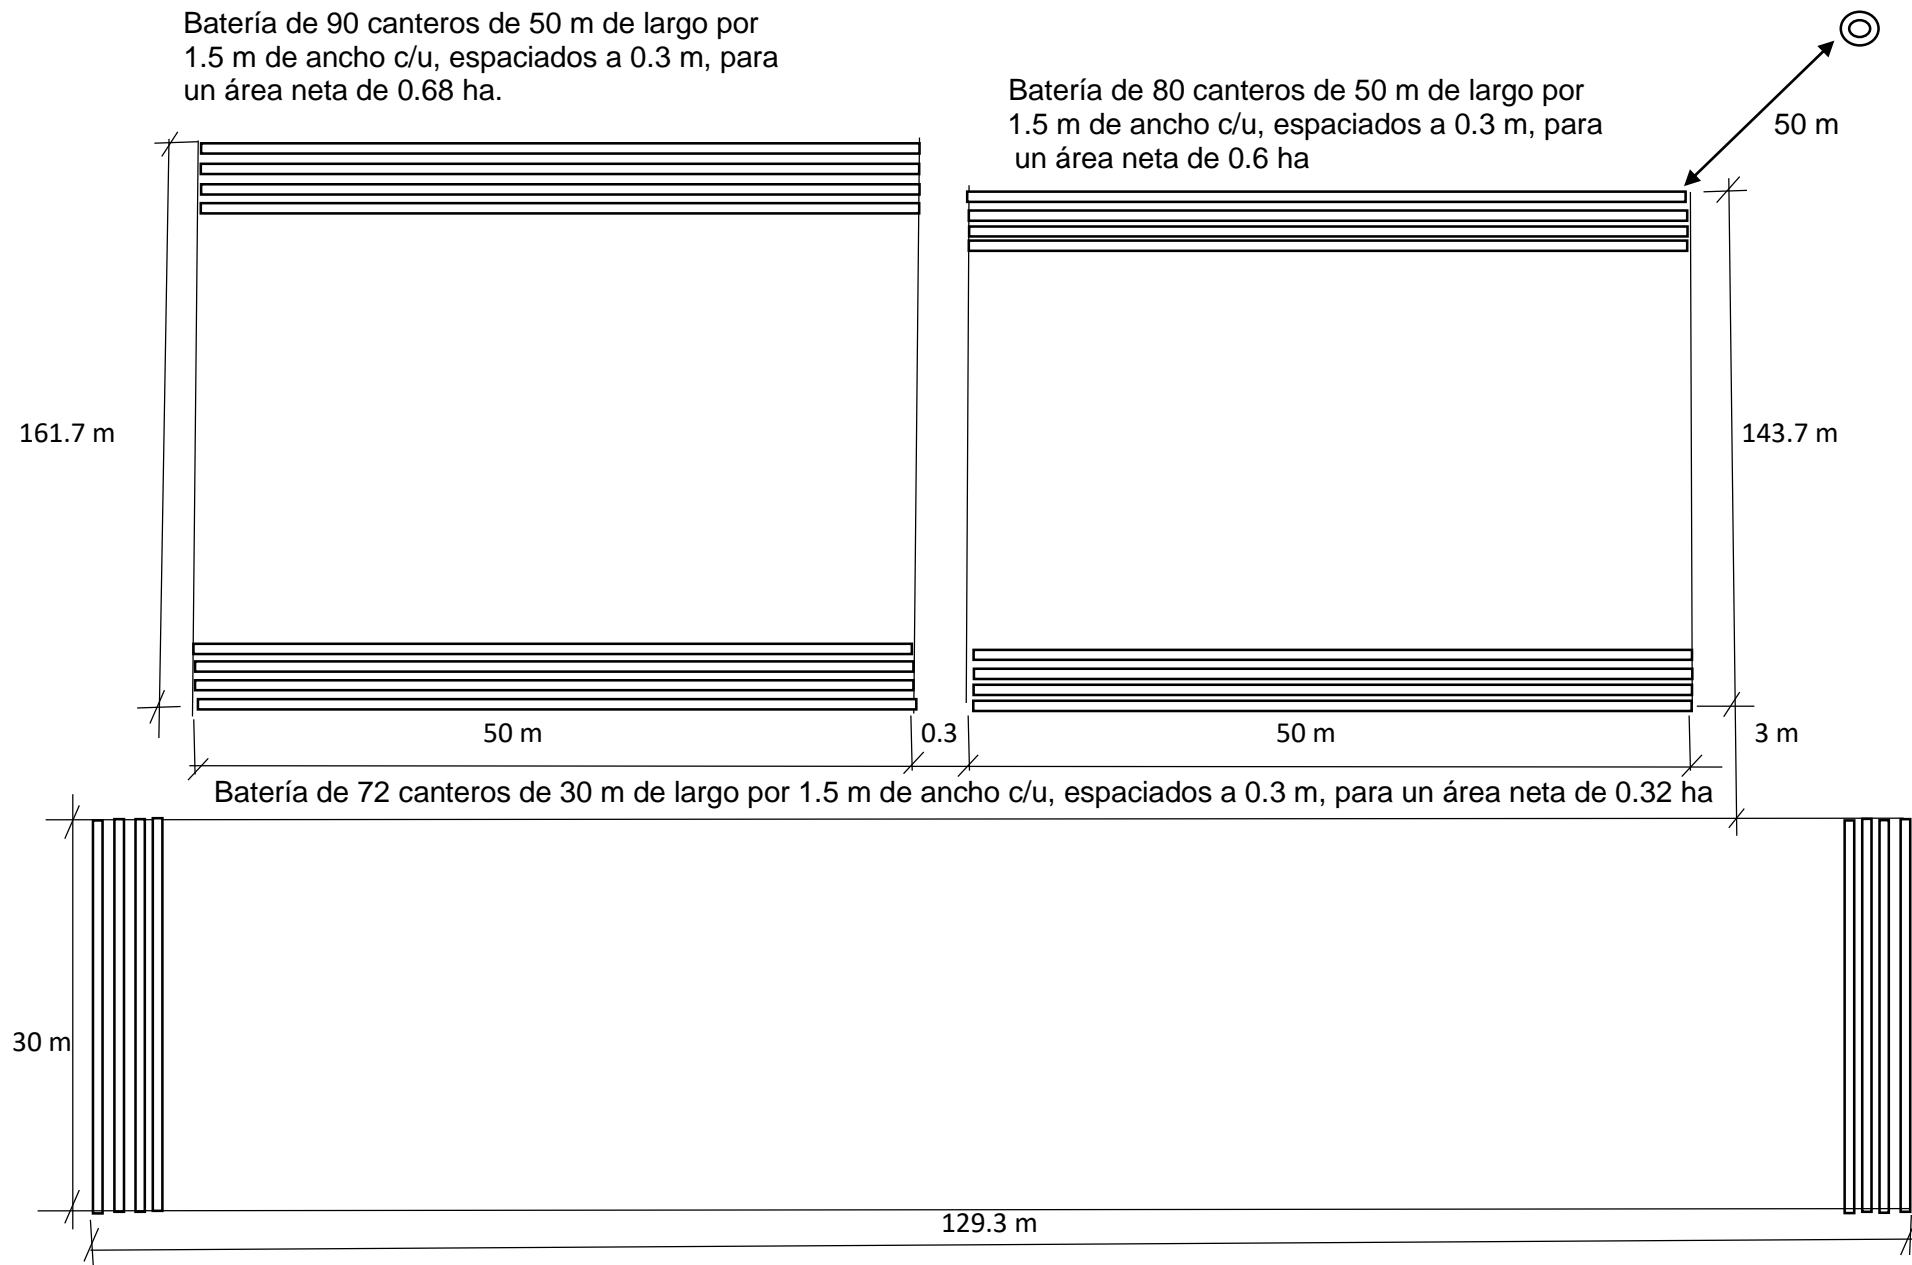 Batería de 90 canteros de 50 m de largo por
1.5 m de ancho c/u, espaciados a 0.3 m, para
un área neta de 0.68 ha.
Batería de 80 canteros de 50 m de largo por
1.5 m de ancho c/u, espaciados a 0.3 m, para
un área neta de 0.6 ha
50 m
161.7 m
143.7 m
50 m
0.3
50 m
3 m
Batería de 72 canteros de 30 m de largo por 1.5 m de ancho c/u, espaciados a 0.3 m, para un área neta de 0.32 ha
30 m
129.3 m